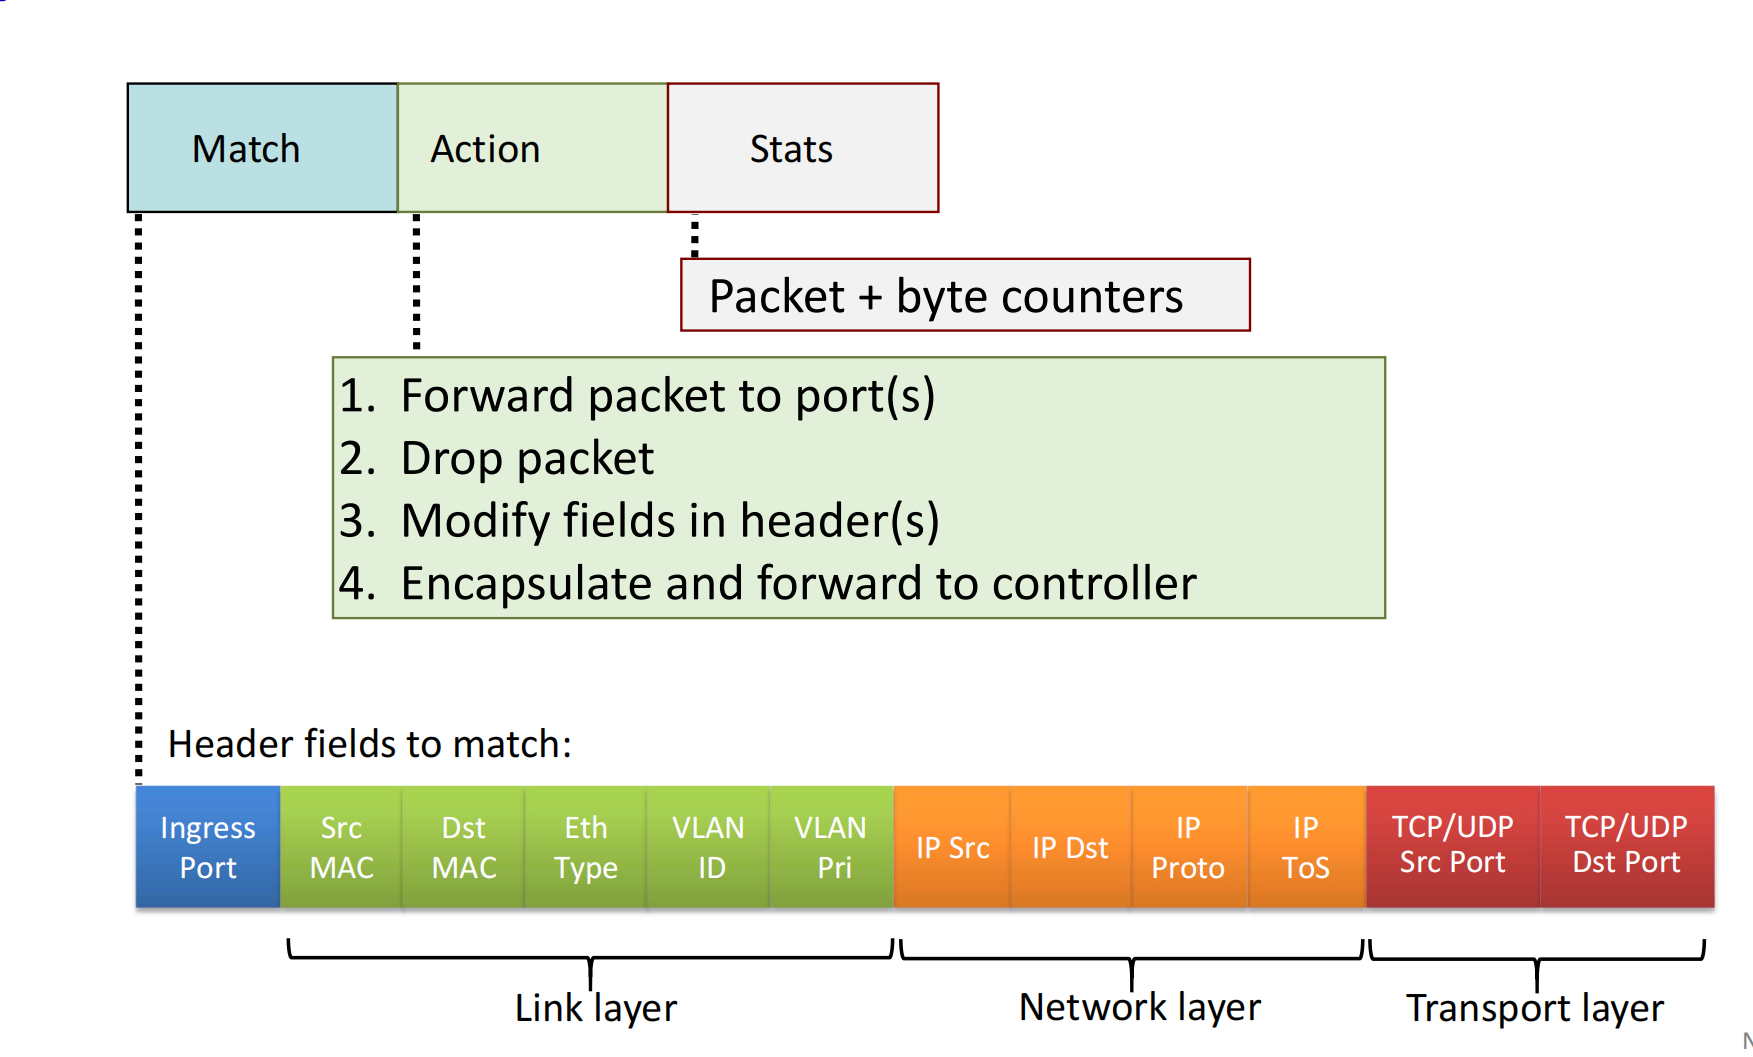 Match
Action
Stats
Packet + byte counters
1. Forward packet to port(s)
2. Drop packet
3. Modify fields in header(s)
4. Encapsulate and forward to controller
Header fields to match:
Ingress
Port
Src
MAC
Dst
MAC
Eth
Type
VLAN
ID
VLAN
Pri
IP Src
IP Dst
IP
Proto
IP
ToS
TCP/UDP
Src Port
TCP/UDP
Dst Port
Link layer
Network layer
Transport layer